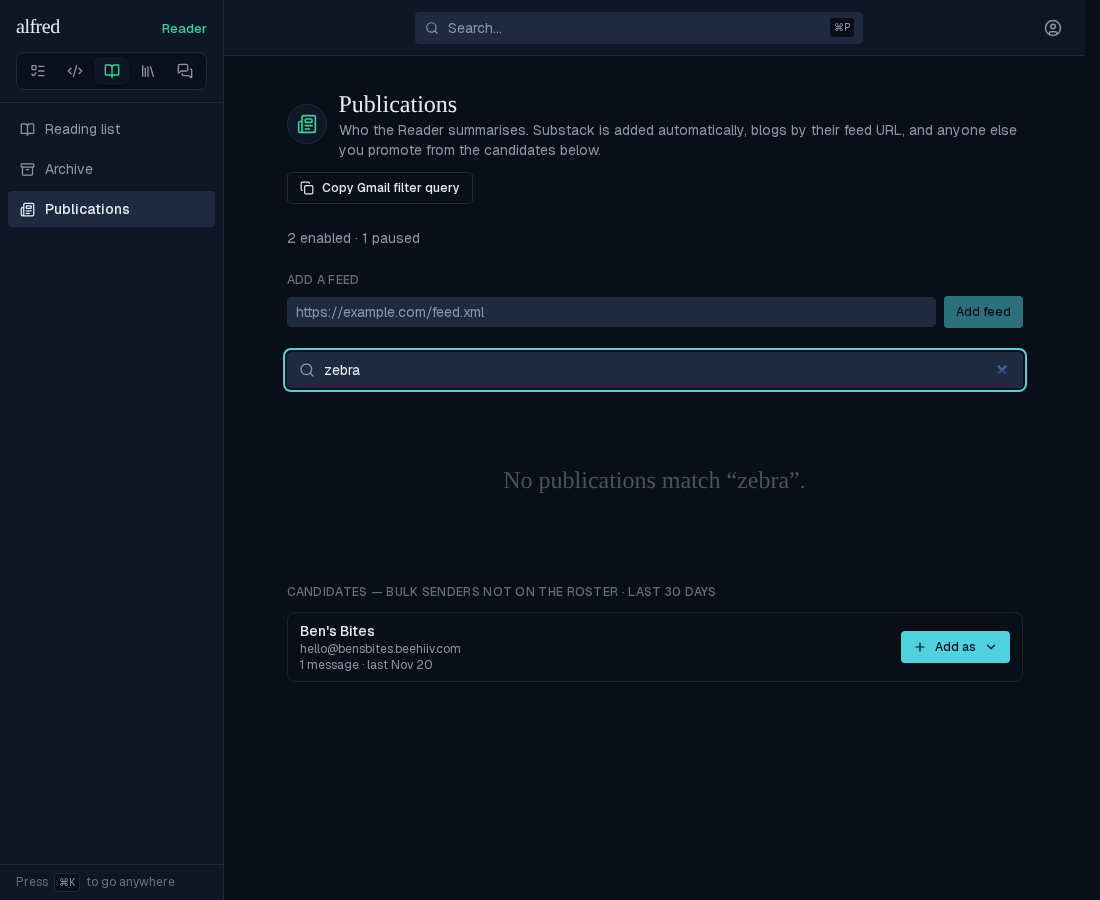 alfred
Reader
Search...
⌘P
Reading list
Archive
Publications
Publications
Who the Reader summarises. Substack is added automatically, blogs by their feed URL, and anyone else
you promote from the candidates below.
Copy Gmail filter query
2 enabled · 1 paused
ADD A FEED
https://example.com/feed.xml
Add feed
zebra
No publications match “zebra”.
CANDIDATES — BULK SENDERS NOT ON THE ROSTER · LAST 30 DAYS
Ben's Bites
hello@bensbites.beehiiv.com
1 message · last Nov 20
Add as
Press ⌘K to go anywhere